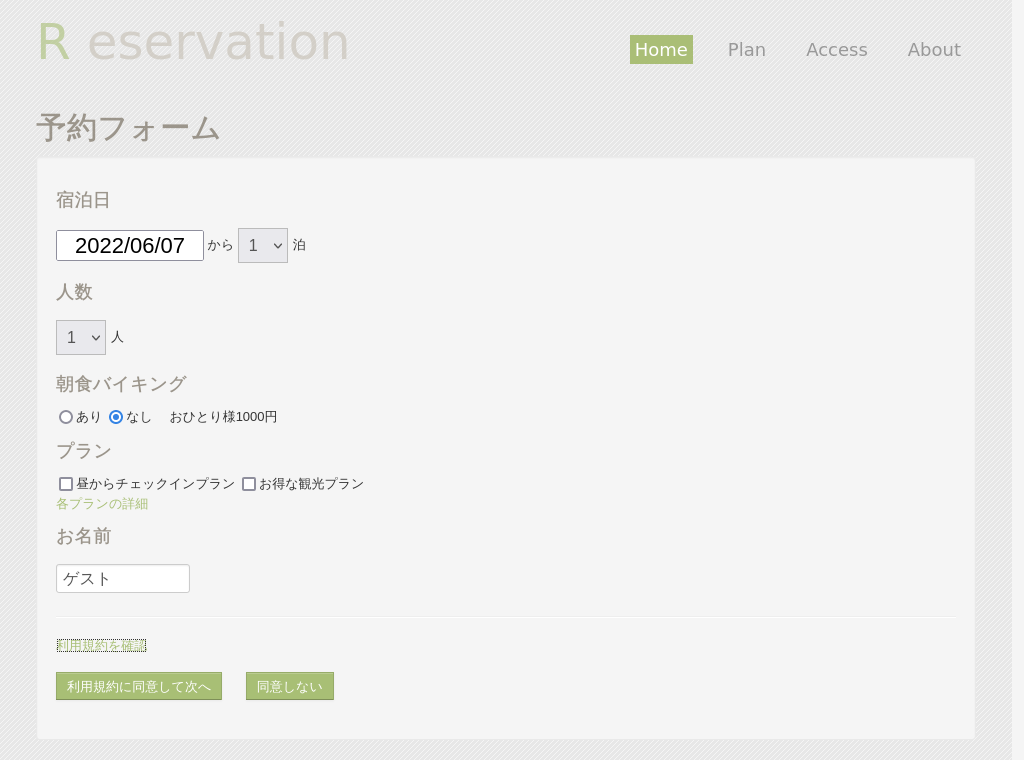 R eservation
Home Plan Access About
予約フォーム
宿泊日
2022/06/07 から 1 泊
人数
1 人
朝食バイキング
あり なし おひとり様1000円
プラン
昼からチェックインプラン お得な観光プラン
各プランの詳細
お名前
ゲスト
利用規約を確認
利用規約に同意して次へ 同意しない